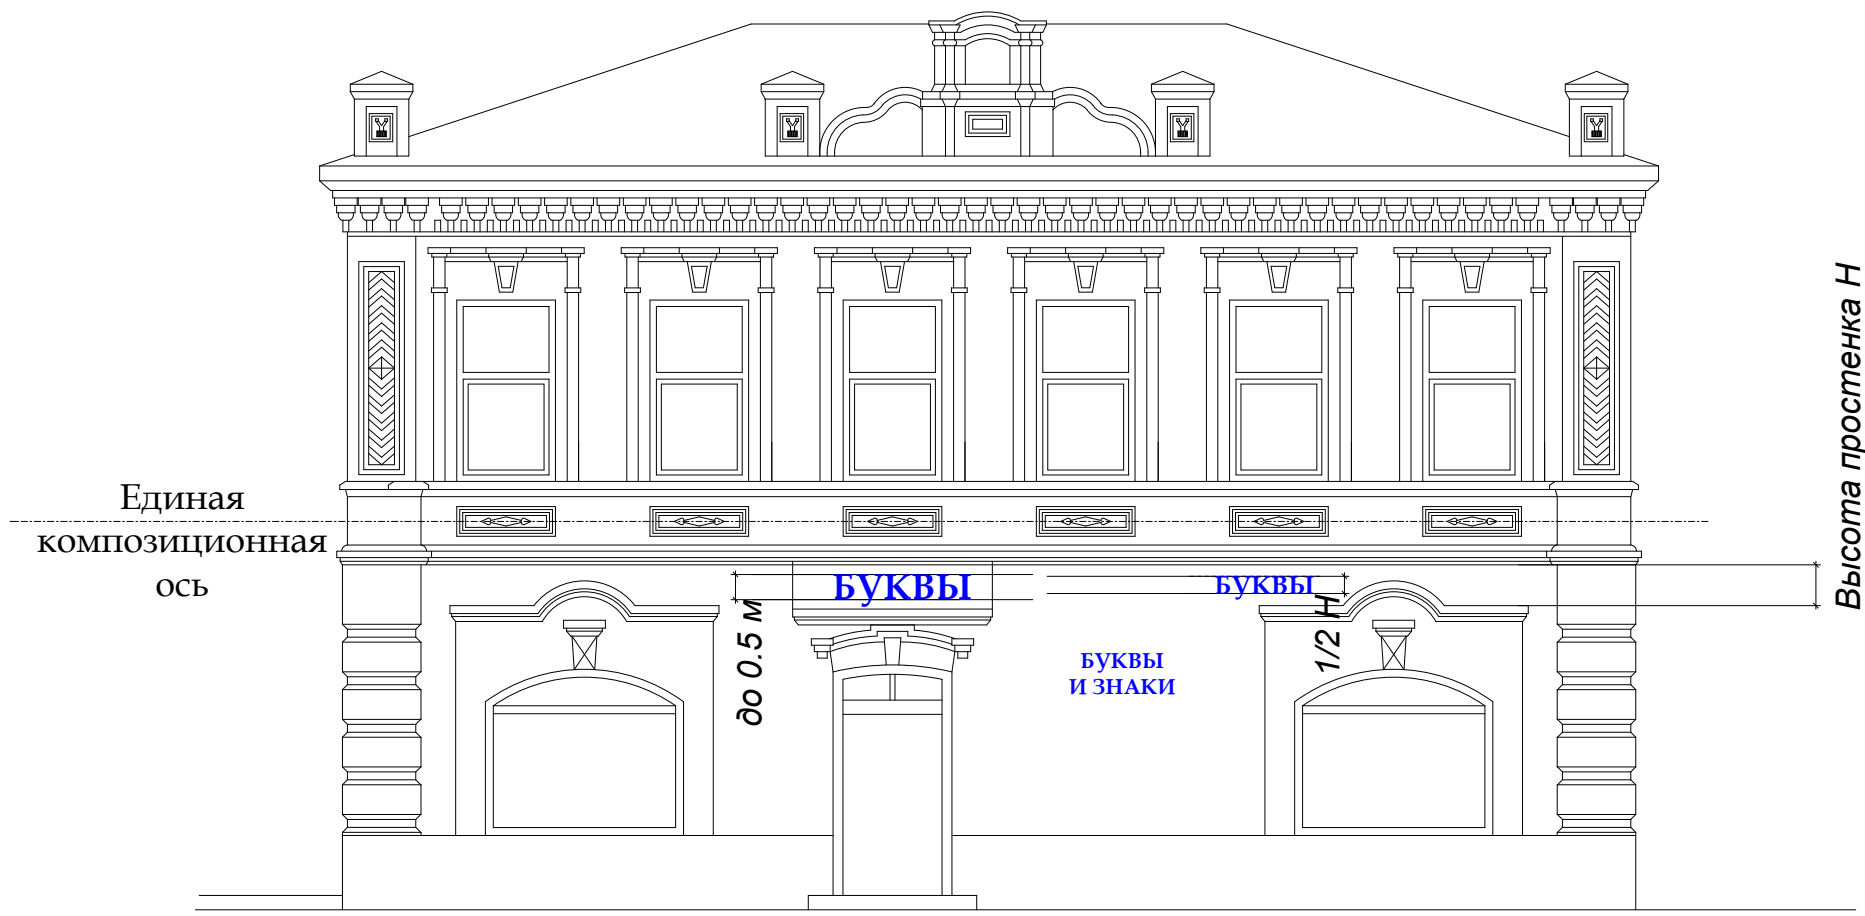 Высота простенка Н
Единая
композиционная
ось
БУКВЫ
БУКВЫ
до 0.5 м
1/2 Н
БУКВЫ
И ЗНАКИ